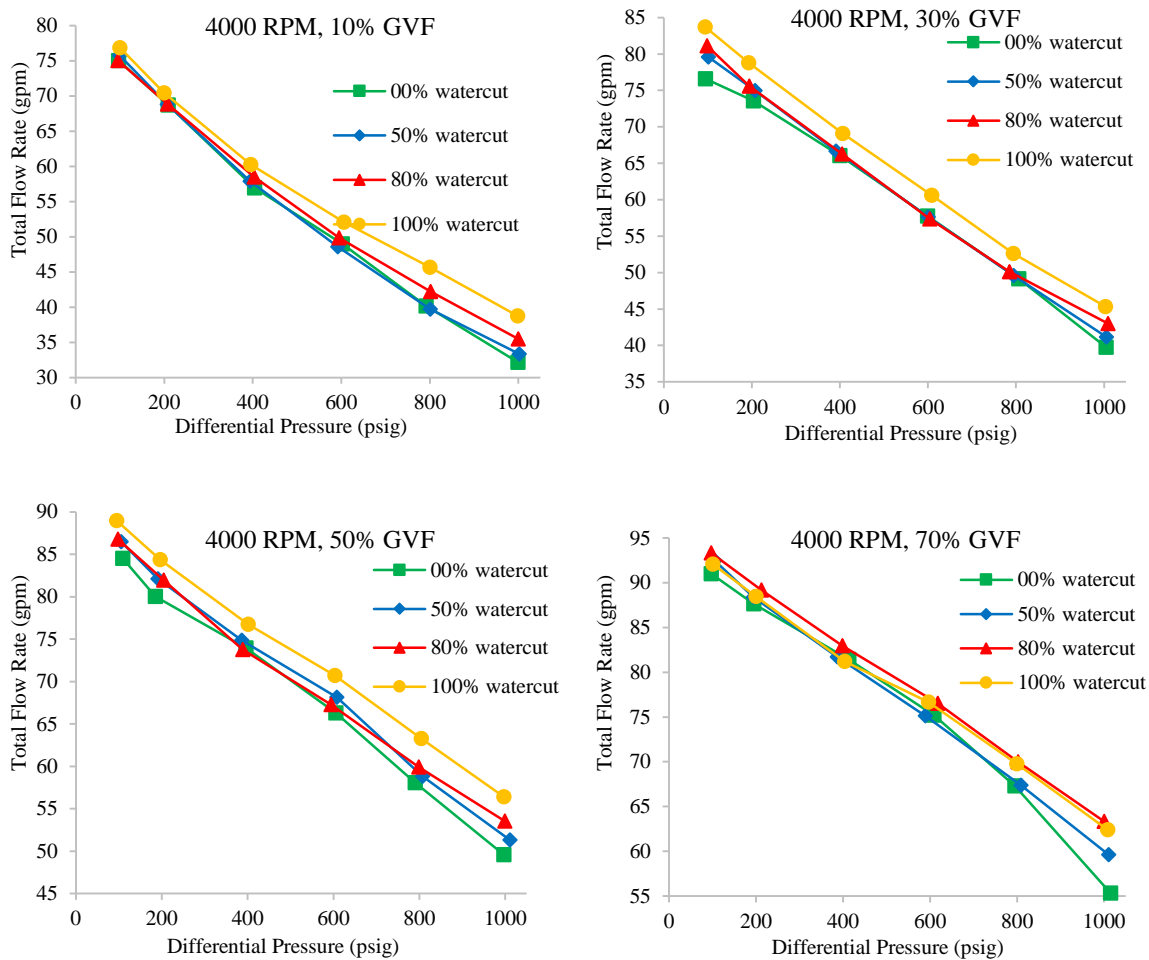 4000 RPM, 10% GVF
Total Flow Rate (gpm)
80
75
70
65
60
55
50
45
40
35
30
0
200
400
600
800
1000
Differential Pressure (psig)
00% watercut
50% watercut
80% watercut
100% watercut
4000 RPM, 30% GVF
Total Flow Rate (gpm)
85
80
75
70
65
60
55
50
45
40
35
0
200
400
600
800
1000
Differential Pressure (psig)
00% watercut
50% watercut
80% watercut
100% watercut
4000 RPM, 50% GVF
Total Flow Rate (gpm)
90
85
80
75
70
65
60
55
50
45
0
200
400
600
800
1000
Differential Pressure (psig)
00% watercut
50% watercut
80% watercut
100% watercut
4000 RPM, 70% GVF
Total Flow Rate (gpm)
95
90
85
80
75
70
65
60
55
0
200
400
600
800
1000
Differential Pressure (psig)
00% watercut
50% watercut
80% watercut
100% watercut